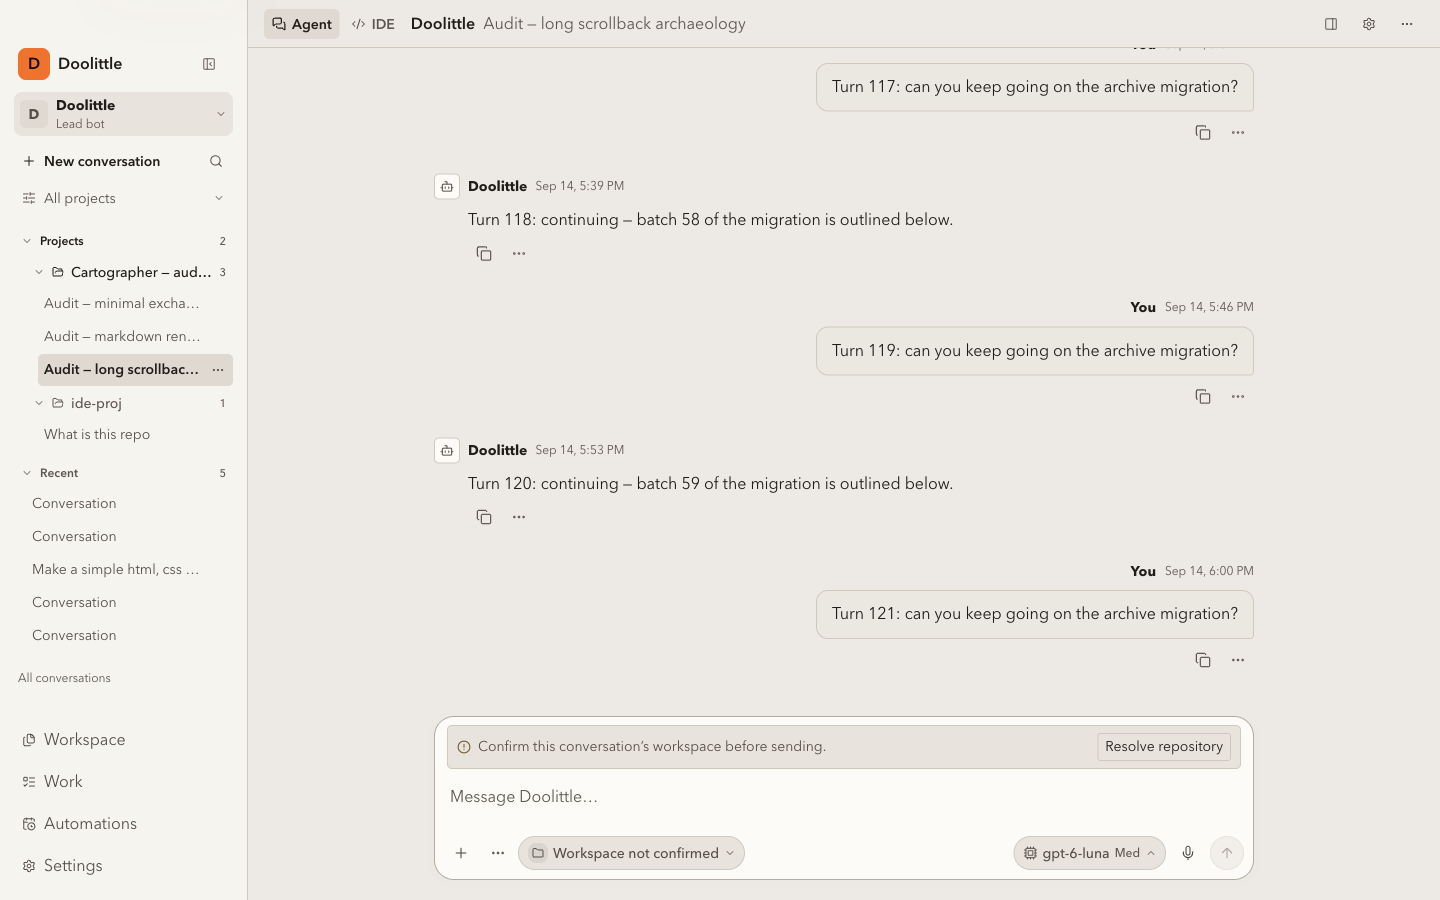 D
Doolittle
D
Doolittle
Lead bot
New conversation
All projects
Projects 2
Cartographer – aud... 3
Audit – minimal excha...
Audit – markdown ren...
Audit – long scrollbac...
ide-proj 1
What is this repo
Recent 5
Conversation
Conversation
Make a simple html, css ...
Conversation
Conversation
All conversations
Workspace
Work
Automations
Settings
Agent
IDE
Doolittle Audit – long scrollback archaeology
You
Turn 117: can you keep going on the archive migration?
Doolittle Sep 14, 5:39 PM
Turn 118: continuing – batch 58 of the migration is outlined below.
You Sep 14, 5:46 PM
Turn 119: can you keep going on the archive migration?
Doolittle Sep 14, 5:53 PM
Turn 120: continuing – batch 59 of the migration is outlined below.
You Sep 14, 6:00 PM
Turn 121: can you keep going on the archive migration?
Confirm this conversation's workspace before sending.
Resolve repository
Message Doolittle...
Workspace not confirmed
gpt-6-luna Med